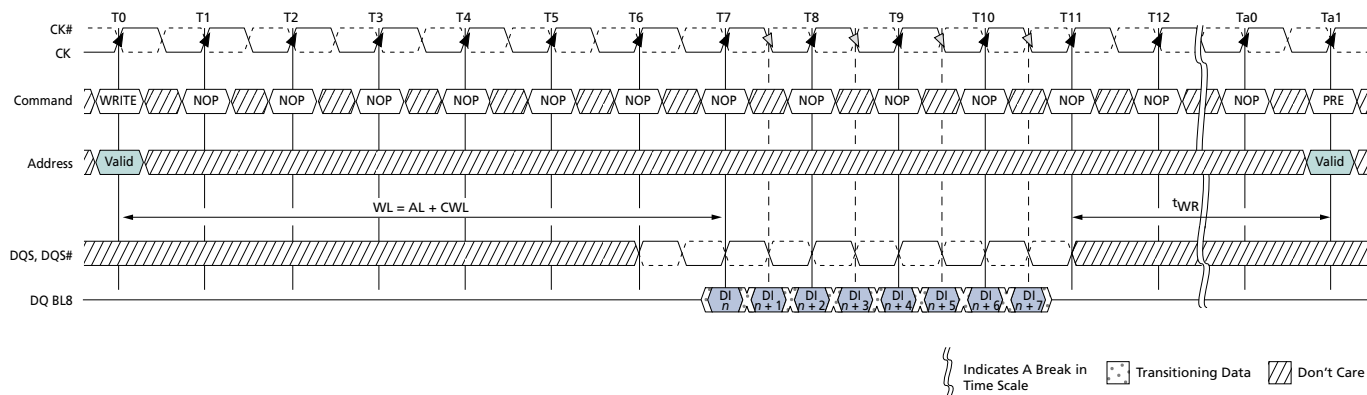 T0 T1 T2 T3 T4 T5 T6 T7 T8 T9 T10 T11 T12 Ta0 Ta1
CK#
CK
Command WRITE NOP NOP NOP NOP NOP NOP NOP NOP NOP NOP NOP NOP NOP PRE
Address Valid Valid
WL = AL + CWL tWR
DQS, DQS#
DQ BL8 DI n DI n + 1 DI n + 2 DI n + 3 DI n + 4 DI n + 5 DI n + 6 DI n + 7
Indicates A Break in
Time Scale
Transitioning Data
Don't Care